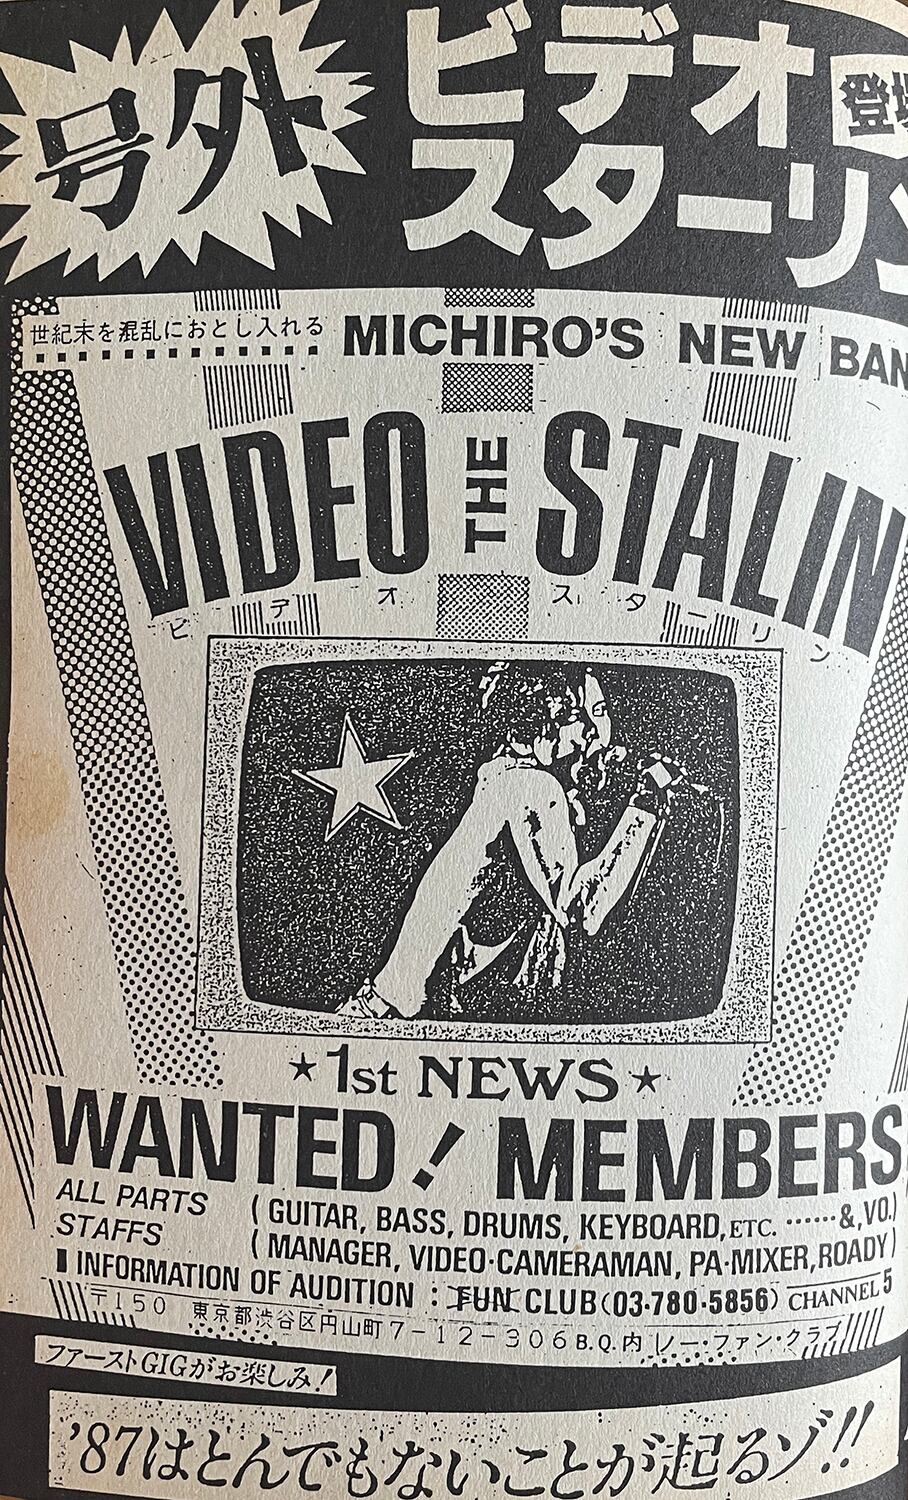 号外
ビデオ
スターリン
登場
世紀末を混乱におとし入れる
MICHIRO'S NEW BAN
VIDEO THE STALIN
ビデオ スターリン
★1st NEWS★
WANTED! MEMBERS
ALL PARTS (GUITAR, BASS, DRUMS, KEYBOARD, ETC. ……&, VO.)
STAFFS (MANAGER, VIDEO·CAMERAMAN, PA·MIXER, ROADY)
INFORMATION OF AUDITION : FUN CLUB (03·780·5856) CHANNEL 5
〒150 東京都渋谷区円山町7-12-306 B.Q.内 ノー・ファン・クラブ
ファーストGIGがお楽しみ!
'87はとんでもないことが起るゾ!!